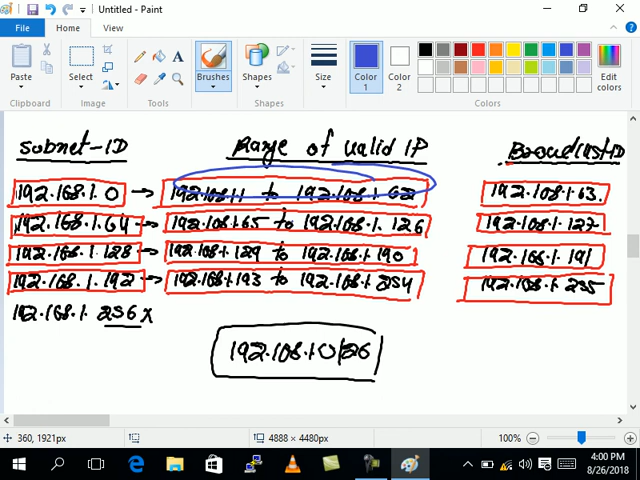 Untitled - Paint
File Home View
Paste
Clipboard
Select
Image
Tools
Brushes
Shapes
Size
Color 1
Color 2
Colors
Edit colors
subnet-ID Range of valid IP Broadcast-ID
192.168.1.0 → 192.168.1.1 to 192.168.1.62 192.168.1.63
192.168.1.64 → 192.168.1.65 to 192.168.1.126 192.168.1.127
192.168.1.128 → 192.168.1.129 to 192.168.1.190 192.168.1.191
192.168.1.192 → 192.168.1.193 to 192.168.1.254 192.168.1.255
192.168.1.256 x
192.168.1.0/26
360, 1921px 4888 × 4480px 100%
4:00 PM
8/26/2018